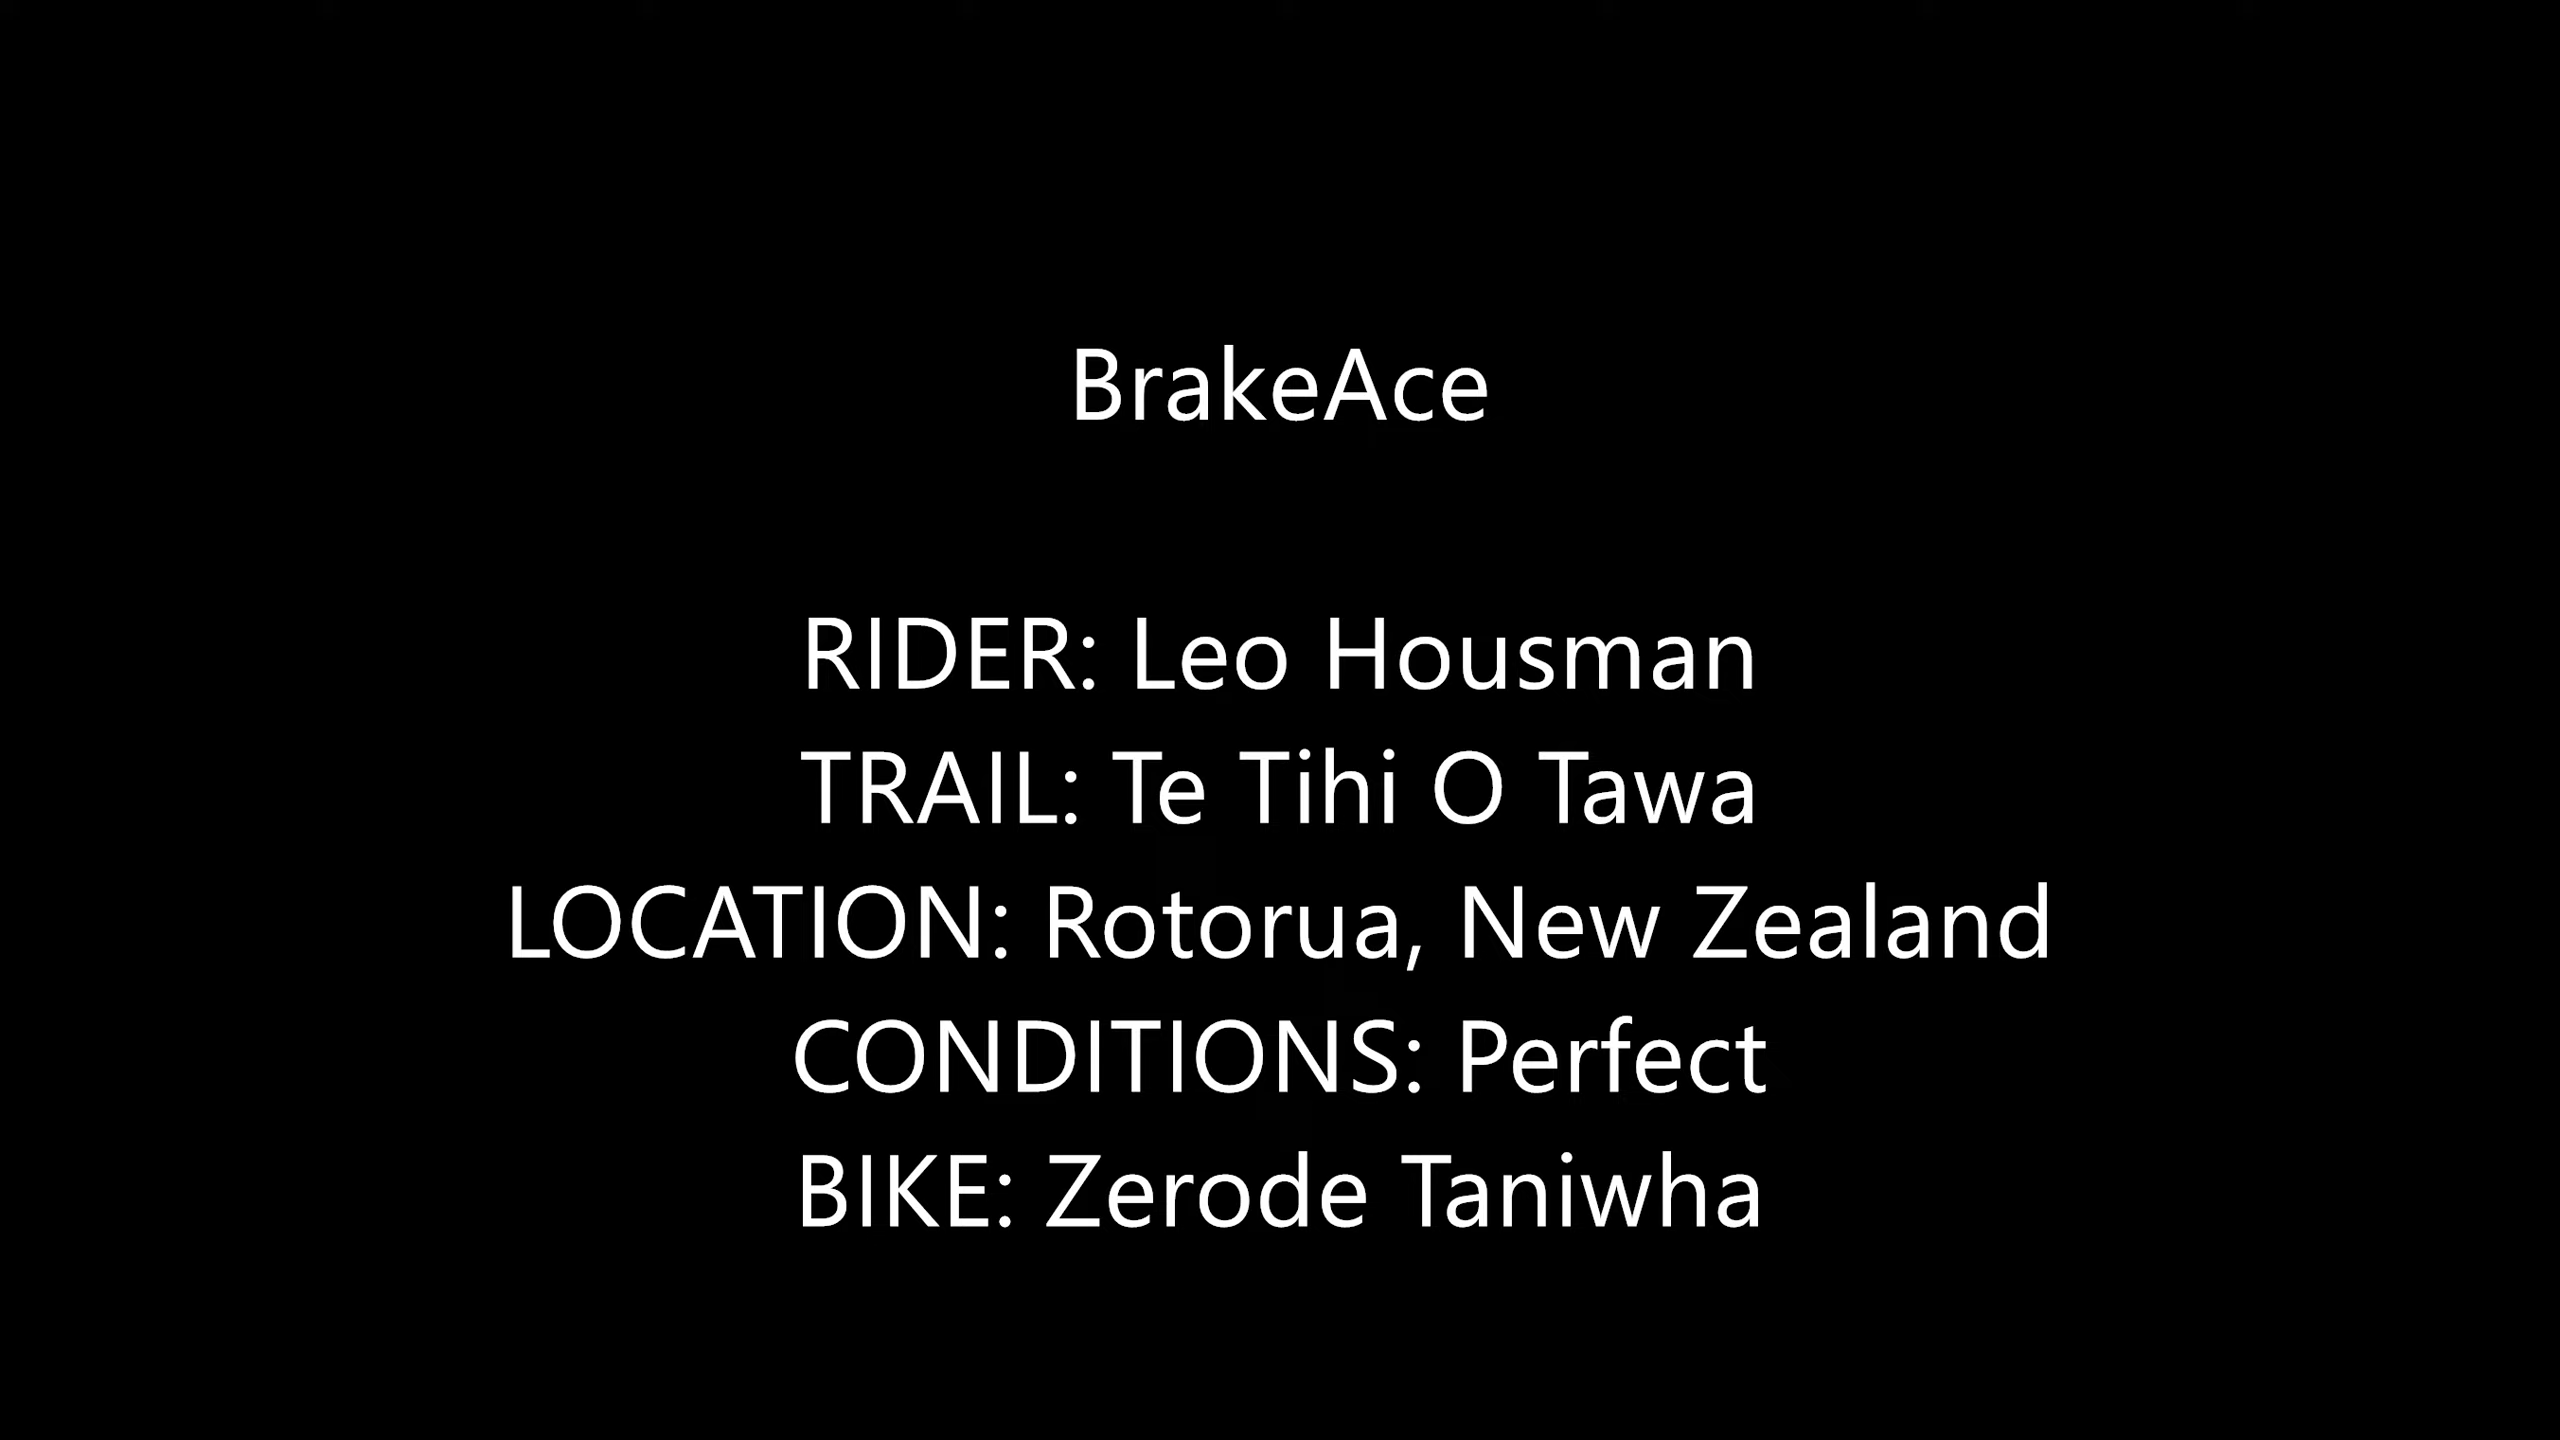 BrakeAce
RIDER: Leo Housman
TRAIL: Te Tihi O Tawa
LOCATION: Rotorua, New Zealand
CONDITIONS: Perfect
BIKE: Zerode Taniwha